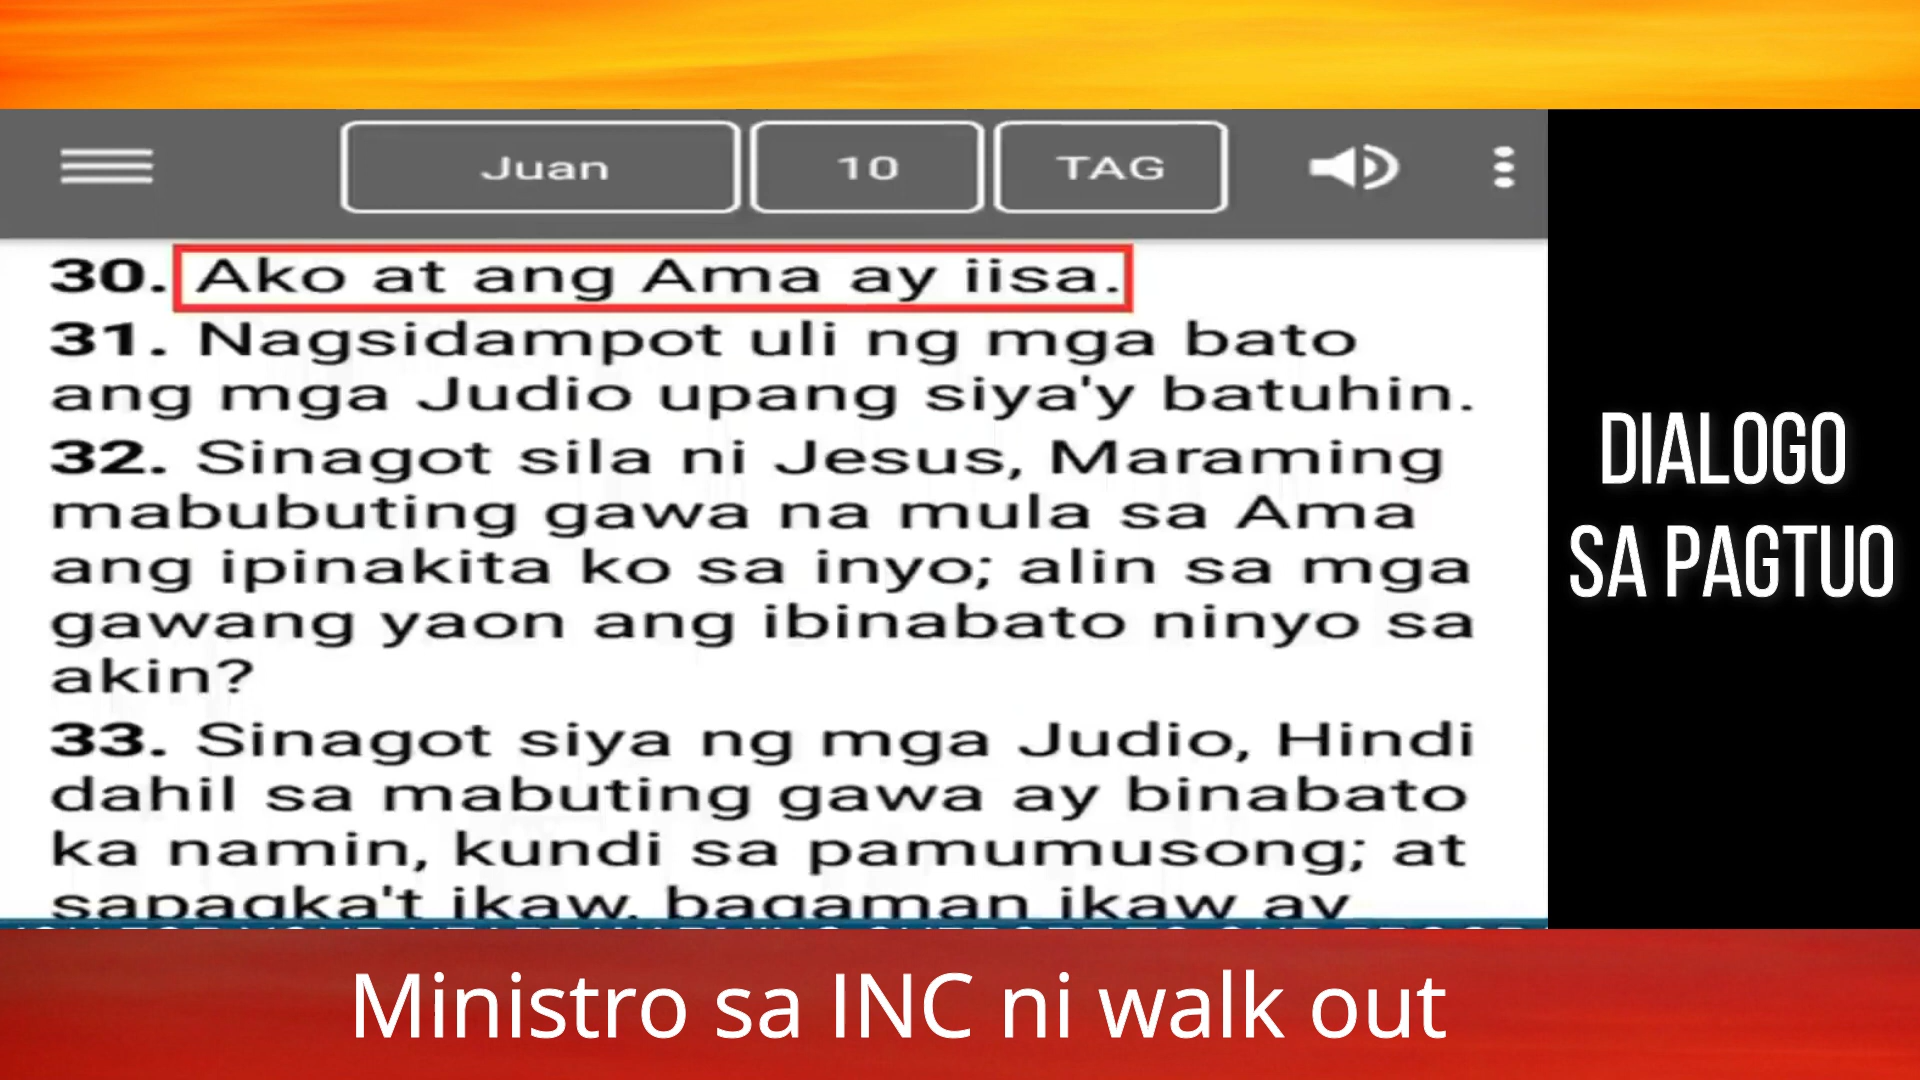 Juan 10 TAG
30. Ako at ang Ama ay iisa.
31. Nagsidampot uli ng mga bato
ang mga Judio upang siya'y batuhin.
32. Sinagot sila ni Jesus, Maraming
mabubuting gawa na mula sa Ama
ang ipinakita ko sa inyo; alin sa mga
gawang yaon ang ibinabato ninyo sa
akin?
33. Sinagot siya ng mga Judio, Hindi
dahil sa mabuting gawa ay binabato
ka namin, kundi sa pamumusong; at
sapagka't ikaw, bagaman ikaw ay
DIALOGO
SA PAGTUO
Ministro sa INC ni walk out